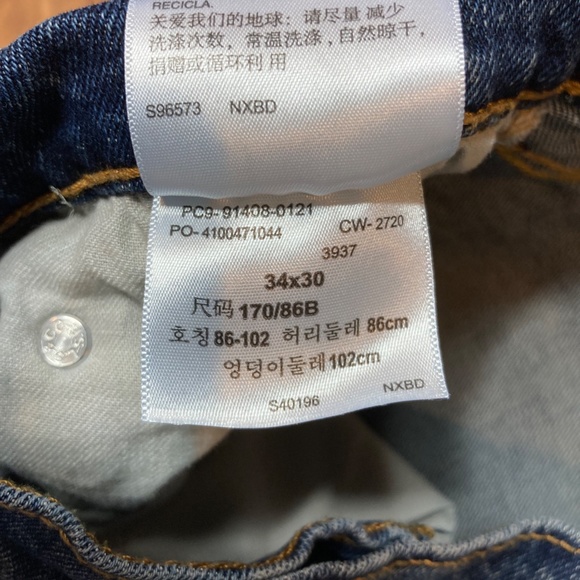 RECICLA.
关爱我们的地球：请尽量 减少
洗涤次数，常温洗涤，自然晾干，
捐赠或循环利 用
S96573 NXBD
PC9- 91408-0121
PO- 4100471044 CW- 2720
3937
34x30
尺码 170/86B
호칭 86-102 허리둘레 86cm
엉덩이둘레 102cm
S40196 NXBD